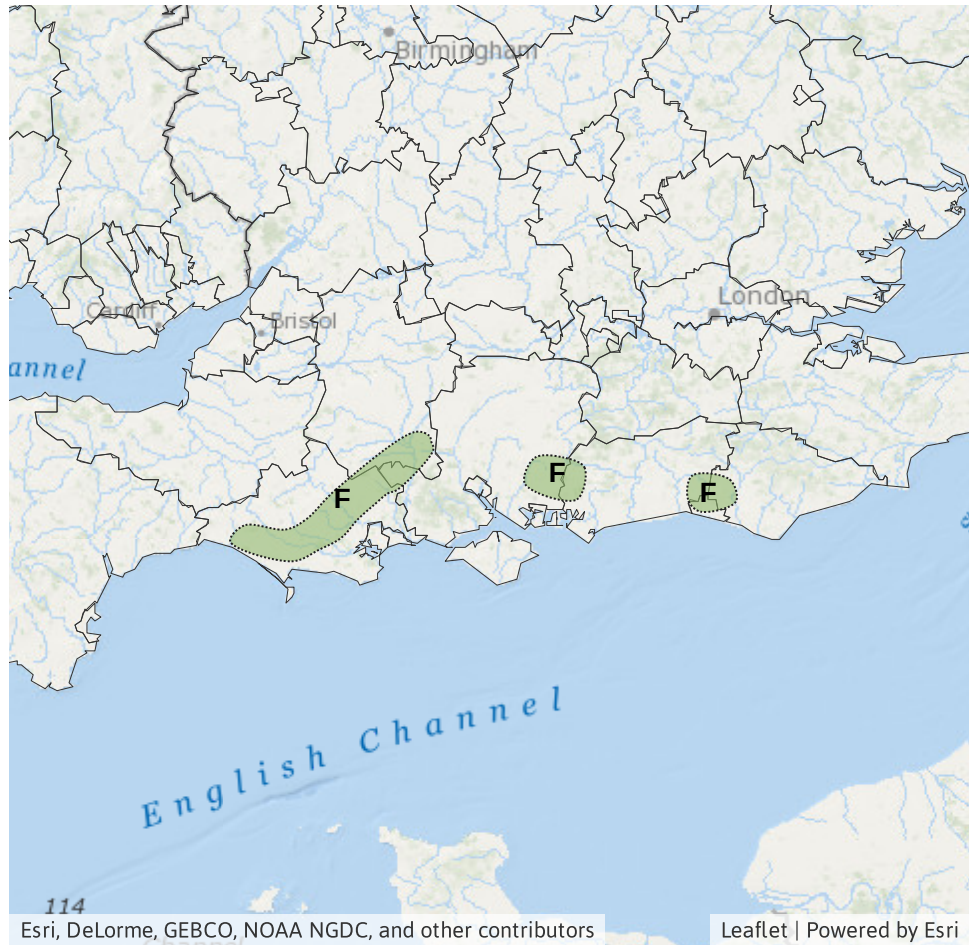 Birmingham
London
Cardiff
Bristol
annel
F
F
F
English Channel
114
Channel
Esri, DeLorme, GEBCO, NOAA NGDC, and other contributors
Leaflet | Powered by Esri